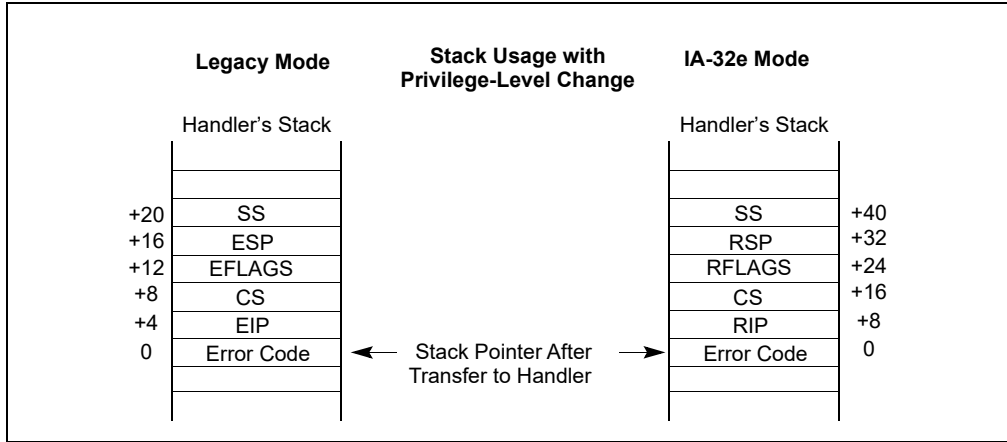 Legacy Mode
Stack Usage with
Privilege-Level Change
IA-32e Mode
Handler's Stack
Handler's Stack
+20 SS SS +40
+16 ESP RSP +32
+12 EFLAGS RFLAGS +24
+8 CS CS +16
+4 EIP RIP +8
0 Error Code Stack Pointer After Error Code 0
Transfer to Handler